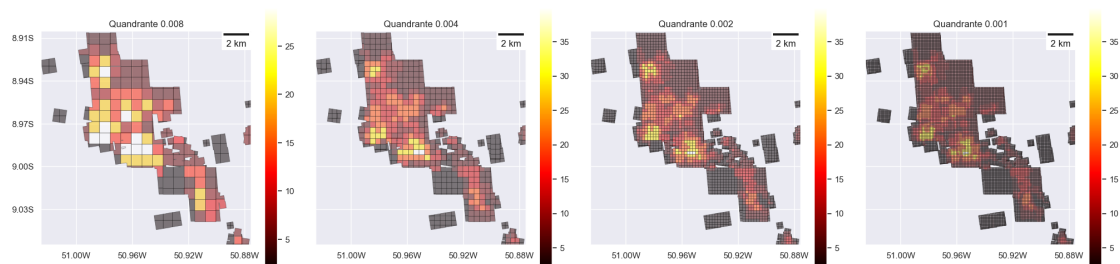 Quandrante 0.008
2 km
8.91S
8.94S
8.97S
9.00S
9.03S
51.00W
50.96W
50.92W
50.88W
25
20
15
10
5
Quandrante 0.004
2 km
51.00W
50.96W
50.92W
50.88W
35
30
25
20
15
10
5
Quandrante 0.002
2 km
51.00W
50.96W
50.92W
50.88W
35
30
25
20
15
10
5
Quandrante 0.001
2 km
51.00W
50.96W
50.92W
50.88W
35
30
25
20
15
10
5